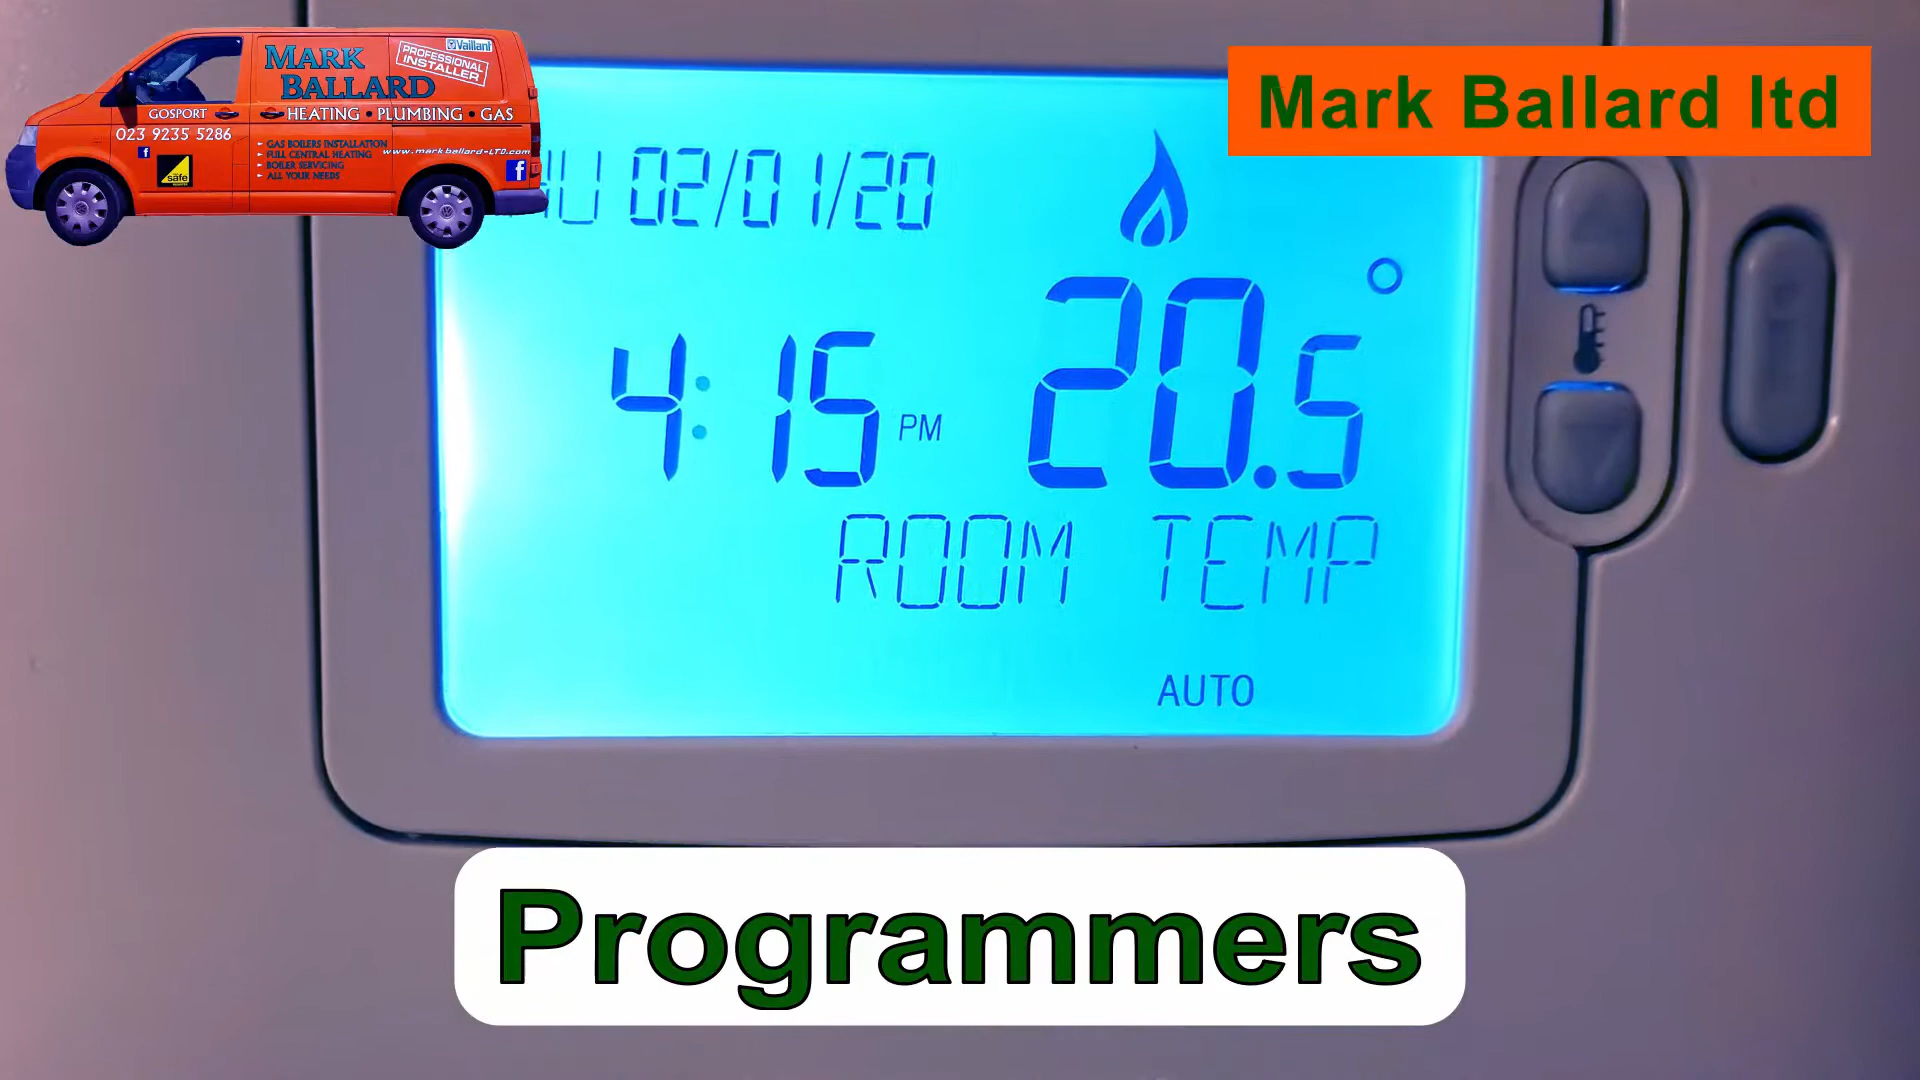 MARK
BALLARD
PROFESSIONAL
INSTALLER
Vaillant
GOSPORT
HEATING • PLUMBING • GAS
023 9235 5286
GAS BOILERS INSTALLATION
FULL CENTRAL HEATING
BOILER SERVICING
ALL YOUR NEEDS
www.markballard-LTD.com
f
f
safe
Mark Ballard ltd
02/01/20
4:15 PM
20.5°
ROOM TEMP
AUTO
Programmers